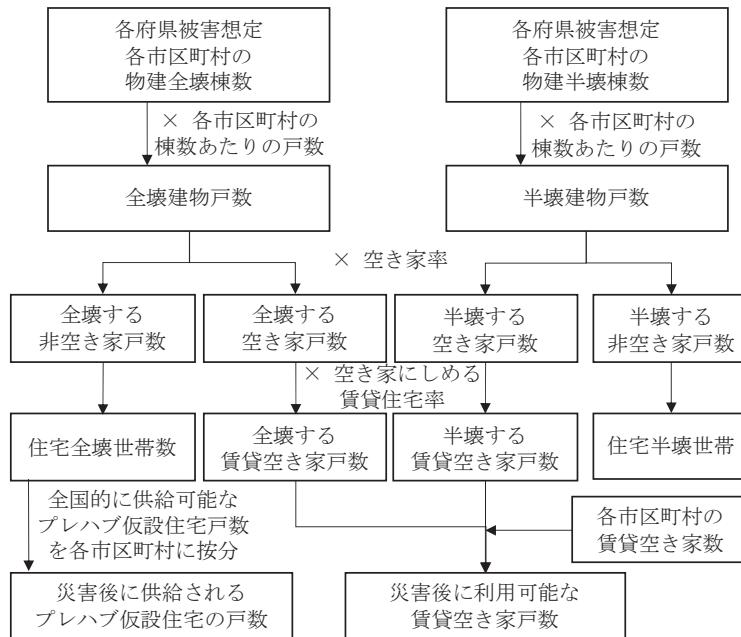 各府県被害想定
各市区町村の
物建全壊棟数
各府県被害想定
各市区町村の
物建半壊棟数
× 各市区町村の
棟数あたりの戸数
× 各市区町村の
棟数あたりの戸数
全壊建物戸数
半壊建物戸数
× 空き家率
全壊する
非空き家戸数
全壊する
空き家戸数
半壊する
空き家戸数
半壊する
非空き家戸数
× 空き家にしめる
賃貸住宅率
住宅全壊世帯数
全壊する
賃貸空き家戸数
半壊する
賃貸空き家戸数
住宅半壊世帯
全国的に供給可能な
プレハブ仮設住宅戸数
を各市区町村に按分
各市区町村の
賃貸空き家数
災害後に供給される
プレハブ仮設住宅の戸数
災害後に利用可能な
賃貸空き家戸数